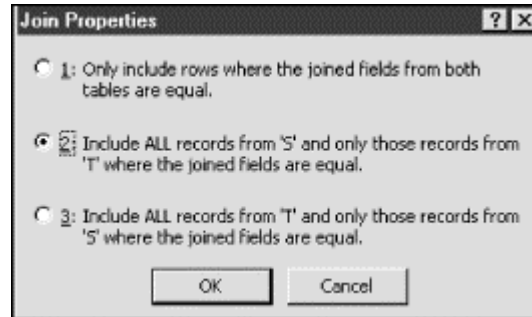 Join Properties
? X
1: Only include rows where the joined fields from both
tables are equal.
2: Include ALL records from 'S' and only those records from
'T' where the joined fields are equal.
3: Include ALL records from 'T' and only those records from
'S' where the joined fields are equal.
OK Cancel